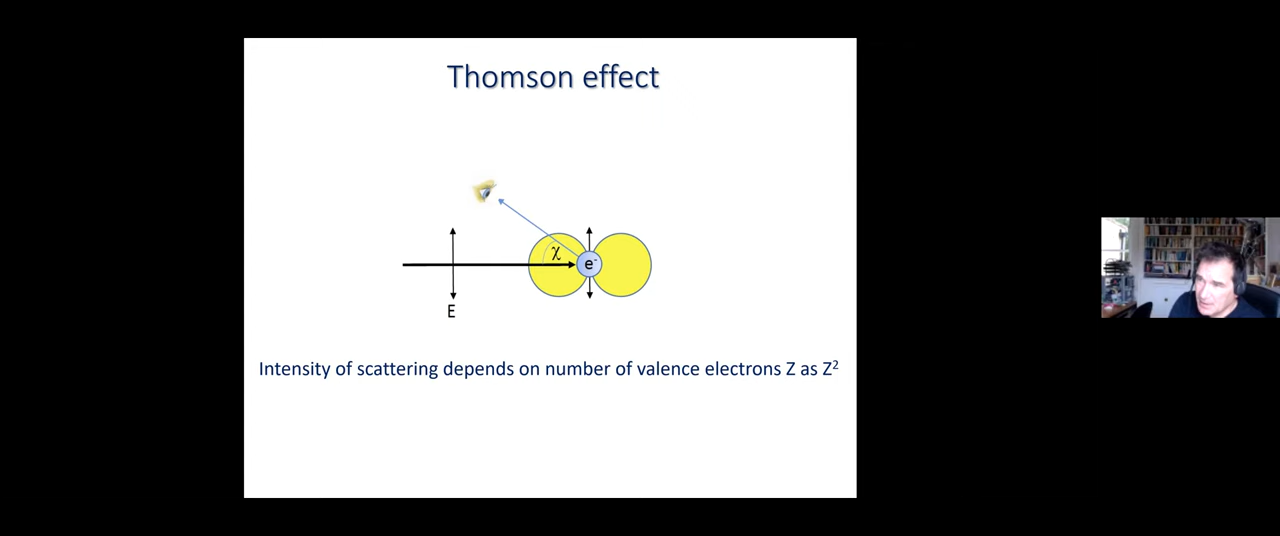 Thomson effect
χ
e⁻
E
Intensity of scattering depends on number of valence electrons Z as Z²